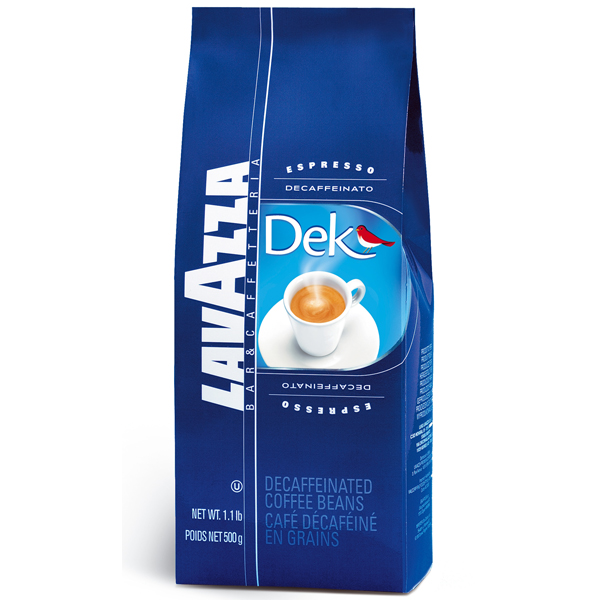 LAVAZZA
BAR & CAFFETTERIA
ESPRESSO
DECAFFEINATO
Dek
DECAFFEINATO
ESPRESSO
U
DECAFFEINATED
COFFEE BEANS
CAFÉ DÉCAFÉINÉ
EN GRAINS
NET WT. 1.1 lb
POIDS NET 500 g